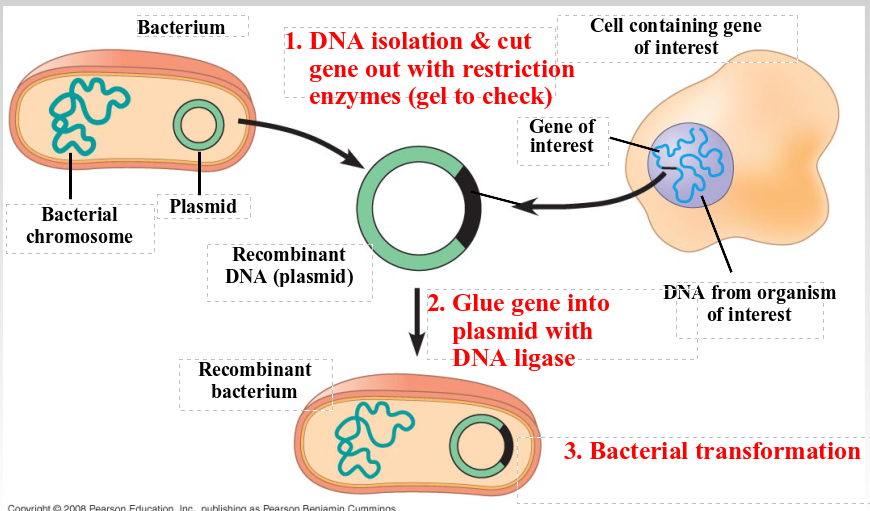 Bacterium
1. DNA isolation & cut
gene out with restriction
enzymes (gel to check)
Cell containing gene
of interest
Gene of
interest
Bacterial
chromosome
Plasmid
Recombinant
DNA (plasmid)
DNA from organism
of interest
2. Glue gene into
plasmid with
DNA ligase
Recombinant
bacterium
3. Bacterial transformation
Copyright © 2008 Pearson Education, Inc., publishing as Pearson Benjamin Cummings